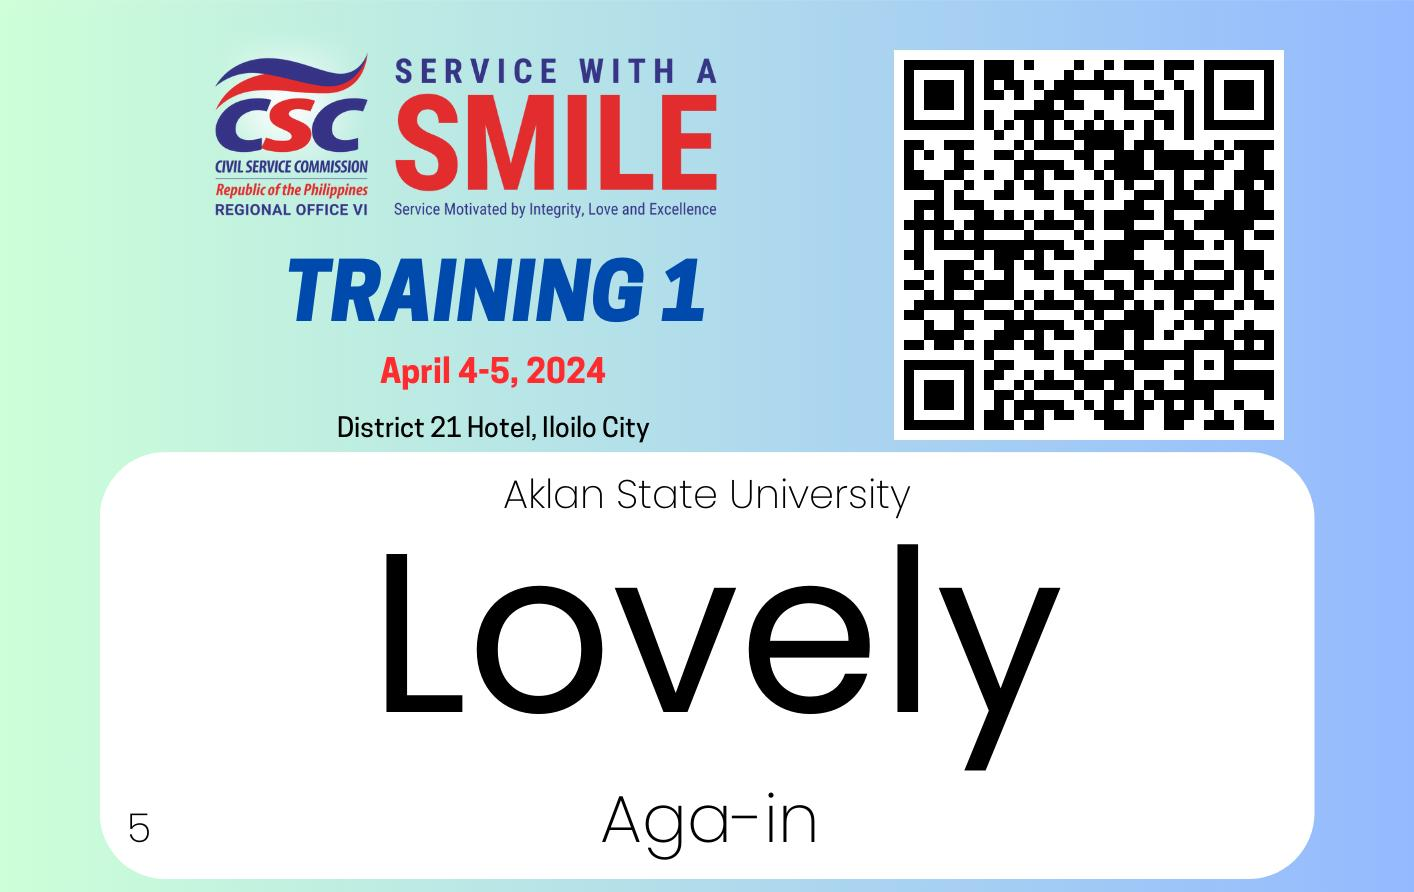 CSC
CIVIL SERVICE COMMISSION
Republic of the Philippines
REGIONAL OFFICE VI
SERVICE WITH A
SMILE
Service Motivated by Integrity, Love and Excellence
TRAINING 1
April 4-5, 2024
District 21 Hotel, Iloilo City
Aklan State University
Lovely
Aga-in
5